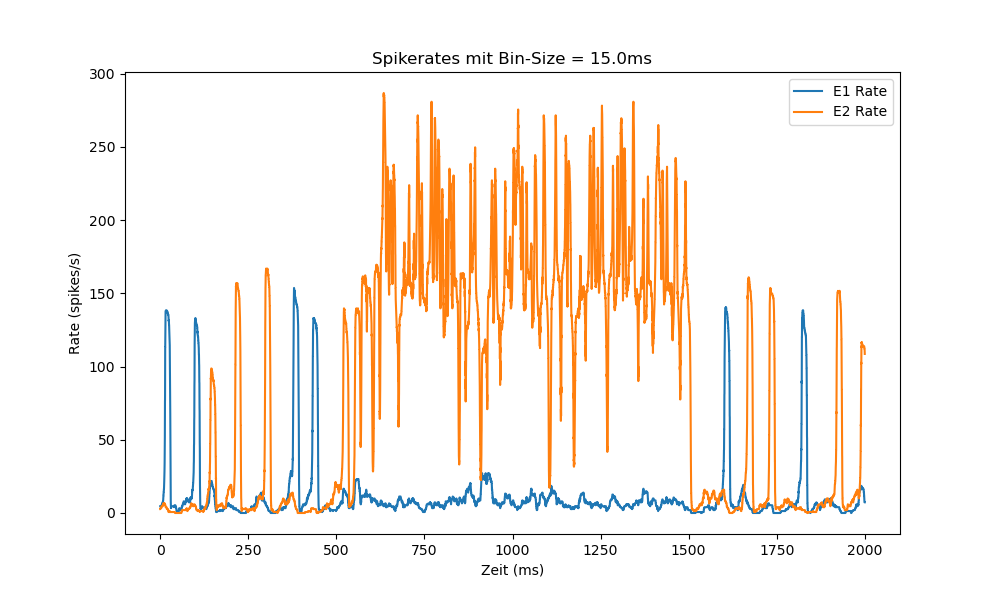 Spikerates mit Bin-Size = 15.0ms
E1 Rate
E2 Rate
300
250
200
150
100
50
0
Rate (spikes/s)
0 250 500 750 1000 1250 1500 1750 2000
Zeit (ms)